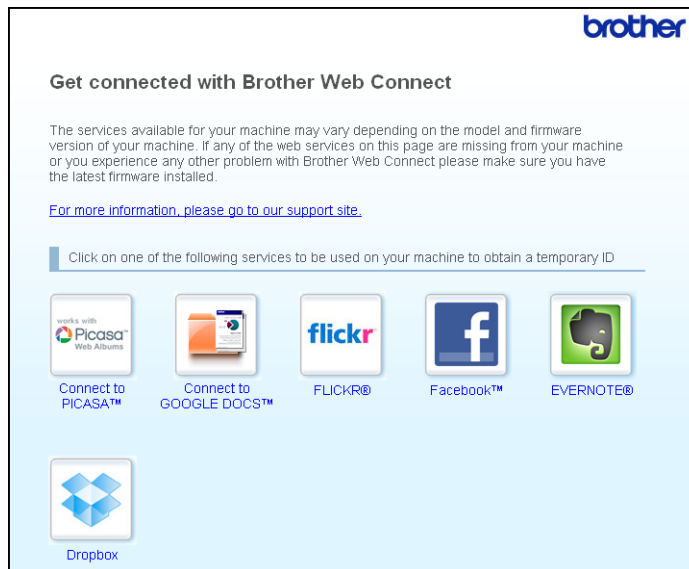 brother
Get connected with Brother Web Connect
The services available for your machine may vary depending on the model and firmware
version of your machine. If any of the web services on this page are missing from your machine
or you experience any other problem with Brother Web Connect please make sure you have
the latest firmware installed.
For more information, please go to our support site.
Click on one of the following services to be used on your machine to obtain a temporary ID
works with
Picasa™
Web Albums
flickr
f
Connect to
PICASA™
Connect to
GOOGLE DOCS™
FLICKR®
Facebook™
EVERNOTE®
Dropbox